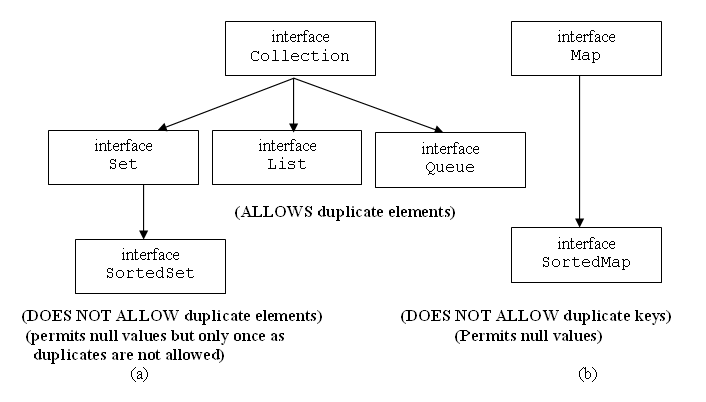 interface
Collection
interface
Map
interface
Set
interface
List
interface
Queue
(ALLOWS duplicate elements)
interface
SortedSet
interface
SortedMap
(DOES NOT ALLOW duplicate elements)
(permits null values but only once as
duplicates are not allowed)
(a)
(DOES NOT ALLOW duplicate keys)
(Permits null values)
(b)